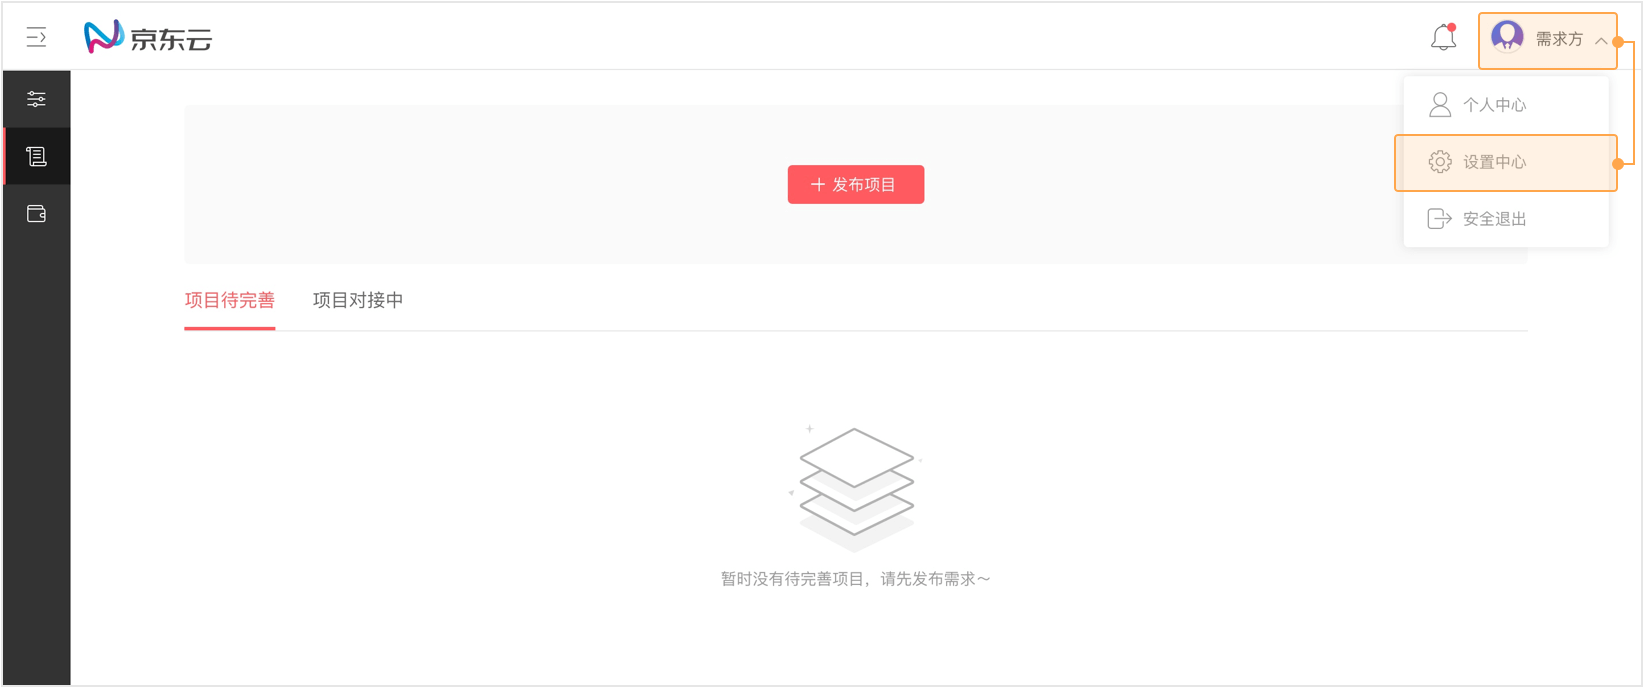 京东云
需求方
个人中心
设置中心
安全退出
发布项目
项目待完善
项目对接中
暂时没有待完善项目，请先发布需求～